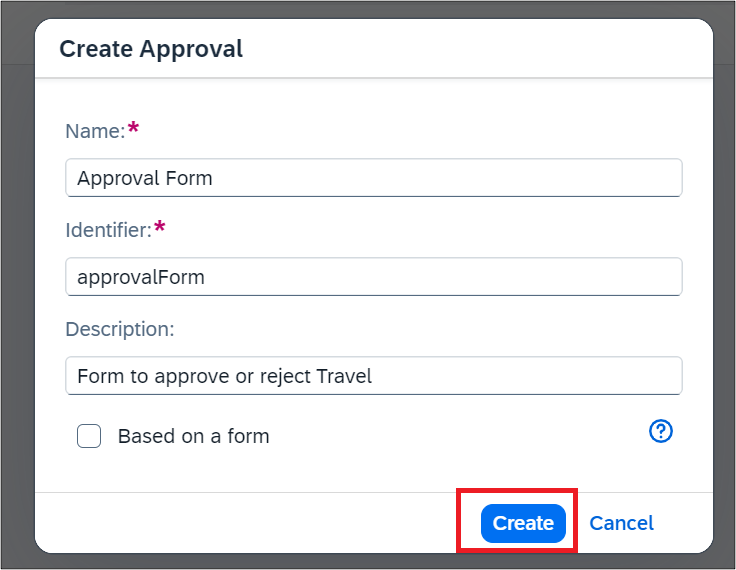 Create Approval
Name:*
Approval Form
Identifier:*
approvalForm
Description:
Form to approve or reject Travel
Based on a form
?
Create Cancel